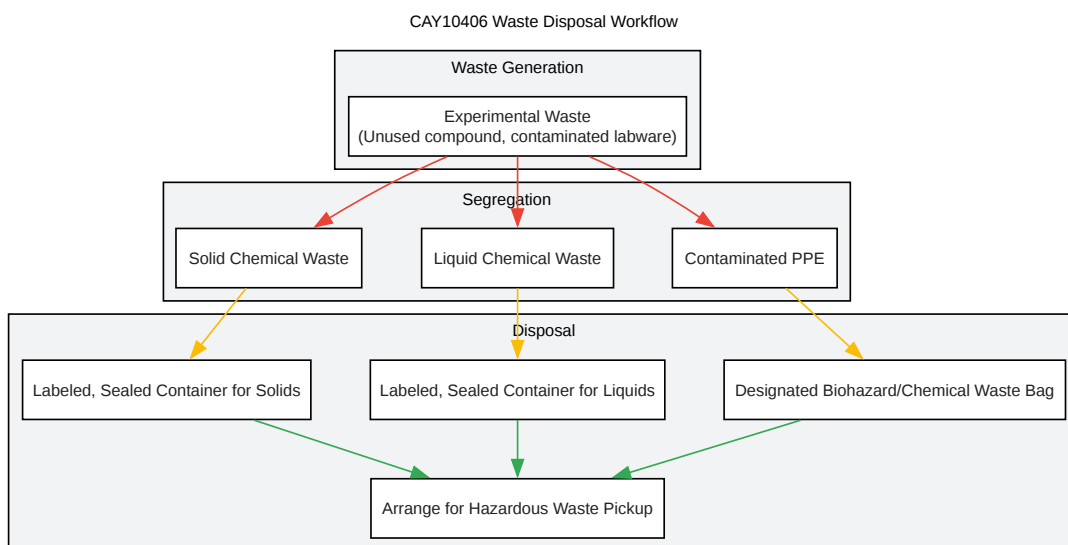 CAY10406 Waste Disposal Workflow
Waste Generation
Experimental Waste
(Unused compound, contaminated labware)
Segregation
Solid Chemical Waste
Liquid Chemical Waste
Contaminated PPE
Disposal
Labeled, Sealed Container for Solids
Labeled, Sealed Container for Liquids
Designated Biohazard/Chemical Waste Bag
Arrange for Hazardous Waste Pickup